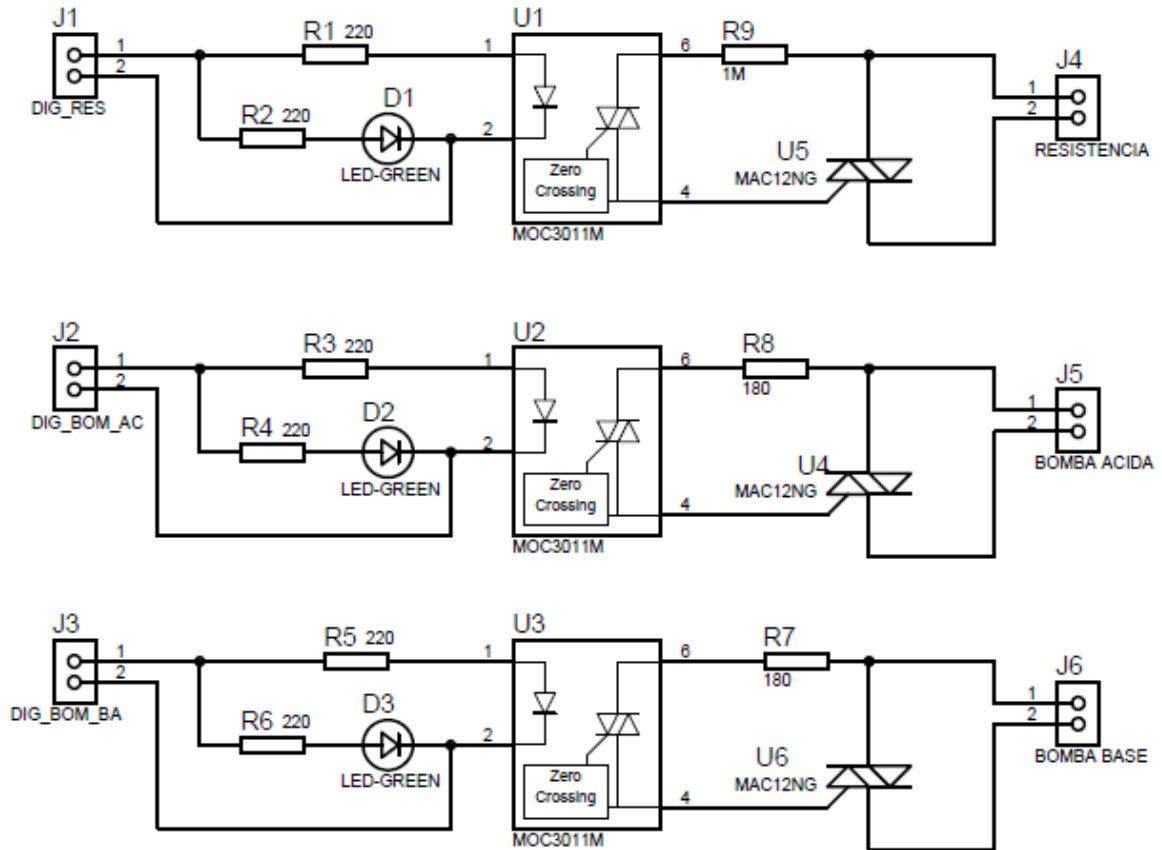 J1
1
2
DIG_RES
R1 220
R2 220
D1
LED-GREEN
1
2
U1
Zero
Crossing
MOC3011M
6
4
R9
1M
U5
MAC12NG
J4
1
2
RESISTENCIA
J2
1
2
DIG_BOM_AC
R3 220
R4 220
D2
LED-GREEN
1
2
U2
Zero
Crossing
MOC3011M
6
4
R8
180
U4
MAC12NG
J5
1
2
BOMBA ACIDA
J3
1
2
DIG_BOM_BA
R5 220
R6 220
D3
LED-GREEN
1
2
U3
Zero
Crossing
MOC3011M
6
4
R7
180
U6
MAC12NG
J6
1
2
BOMBA BASE